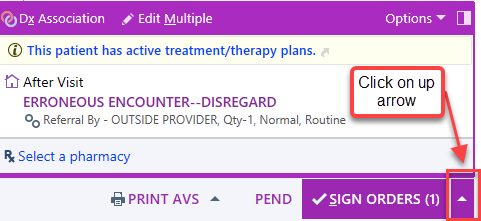 Dx Association Edit Multiple Options
This patient has active treatment/therapy plans.
After Visit
ERRONEOUS ENCOUNTER--DISREGARD
Referral By - OUTSIDE PROVIDER, Qty-1, Normal, Routine
Click on up
arrow
Select a pharmacy
PRINT AVS PEND SIGN ORDERS (1)